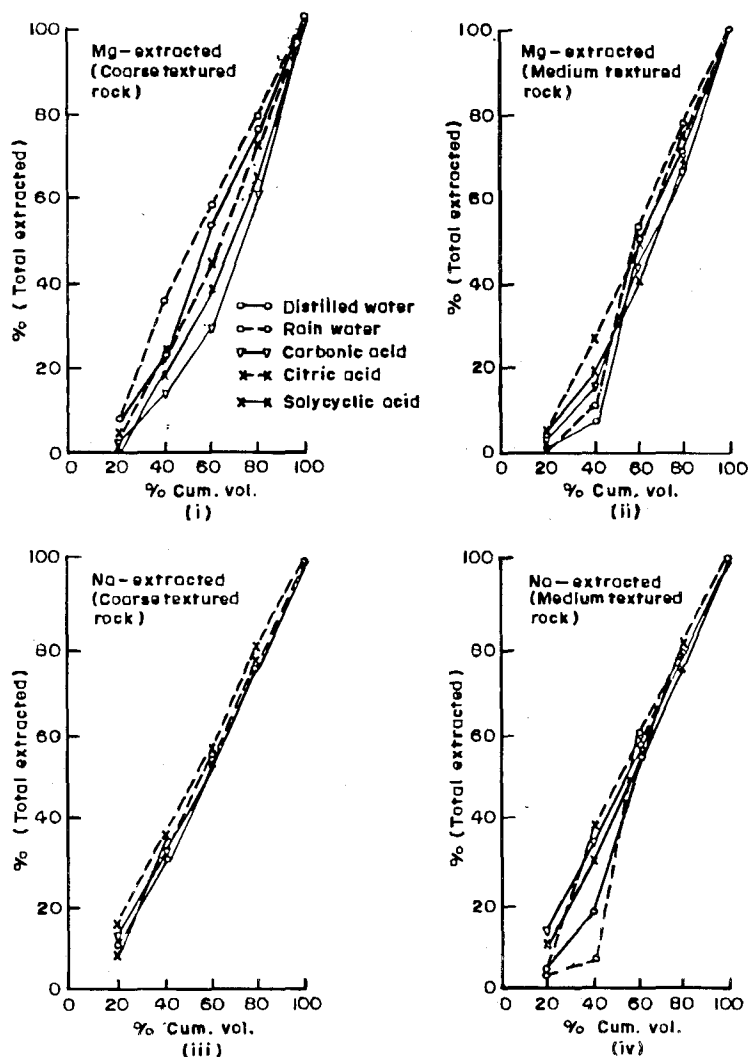 Mg-extracted
(Coarse textured
rock)
% (Total extracted)
100
80
60
40
20
0
0 20 40 60 80 100
% Cum. vol.
(i)
Distilled water
Rain water
Carbonic acid
Citric acid
Salycyclic acid
Mg-extracted
(Medium textured
rock)
% (Total extracted)
100
80
60
40
20
0
0 20 40 60 80 100
% Cum. vol.
(ii)
Na-extracted
(Coarse textured
rock)
% (Total extracted)
100
80
60
40
20
0
0 20 40 60 80 100
% Cum. vol.
(iii)
Na-extracted
(Medium textured
rock)
% (Total extracted)
100
80
60
40
20
0
0 20 40 60 80 100
% Cum. vol.
(iv)